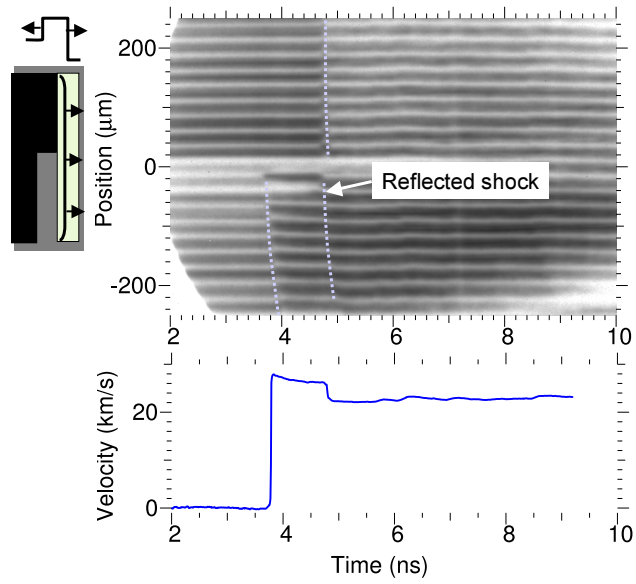 Position (μm)
200
0
-200
Reflected shock
2 4 6 8 10
Velocity (km/s)
20
0
2 4 6 8 10
Time (ns)